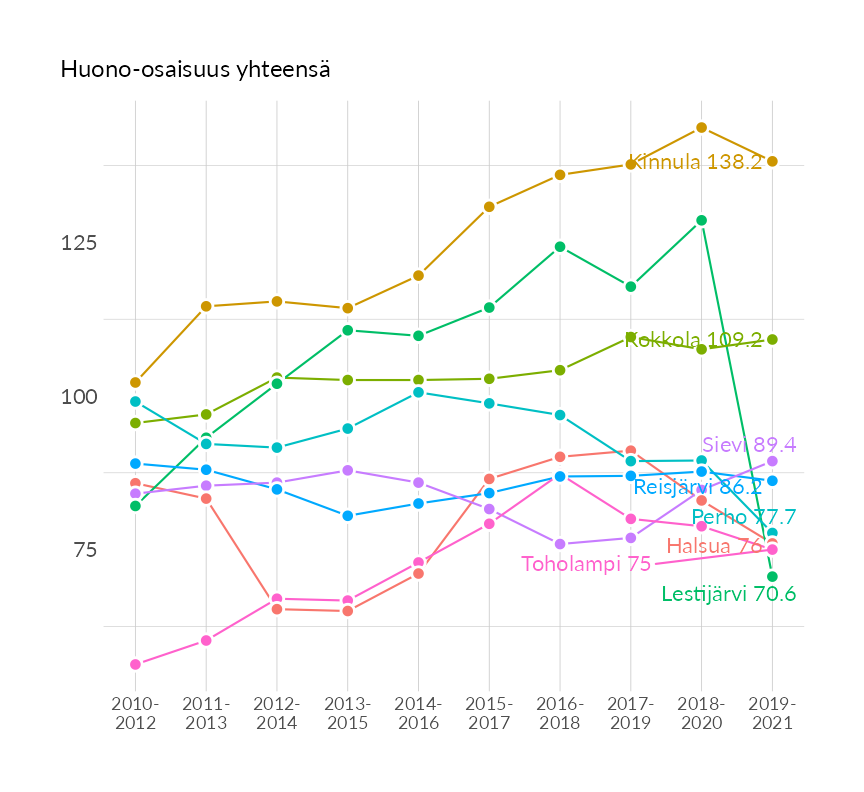 Huono-osaisuus yhteensä
Kinnula 138.2
125
Kokkola 109.2
100
Sievi 89.4
Reisjärvi 86.2
Perho 77.7
Halsua 76
75
Toholampi 75
Lestijärvi 70.6
2010- 2011- 2012- 2013- 2014- 2015- 2016- 2017- 2018- 2019-
2012 2013 2014 2015 2016 2017 2018 2019 2020 2021